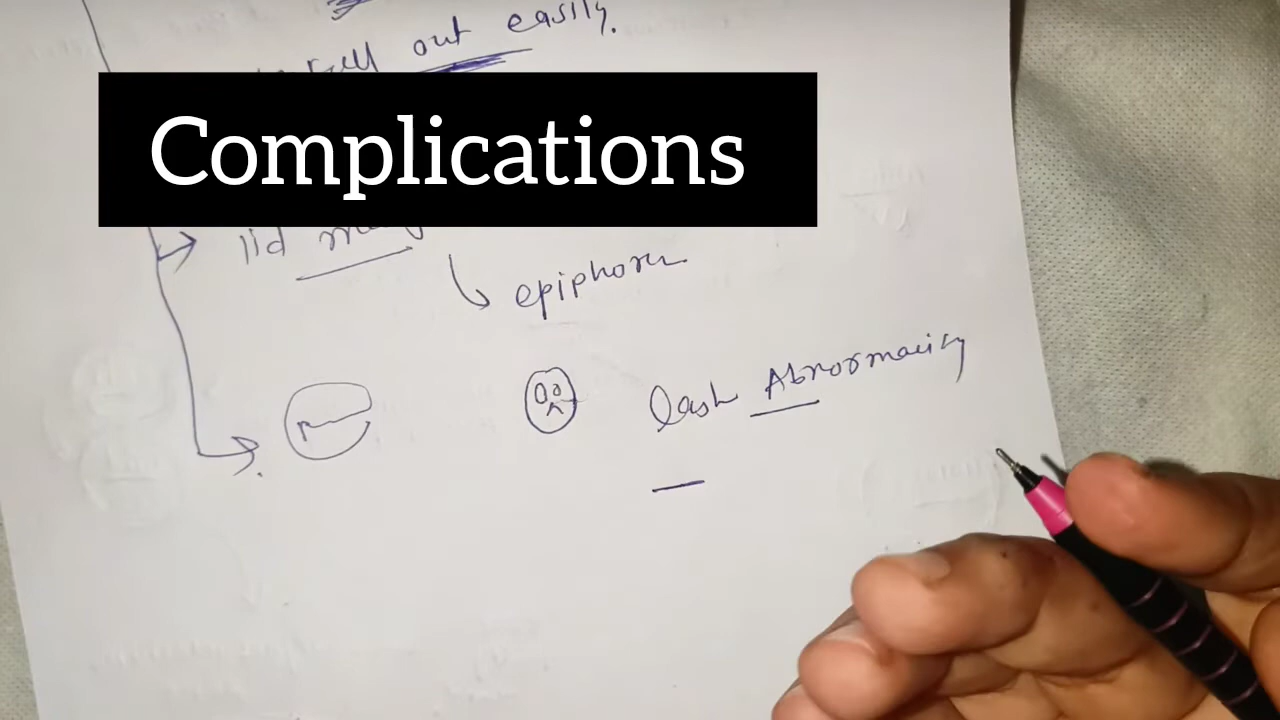 out easily.
Complications
lid
epiphora
lash Abnormality